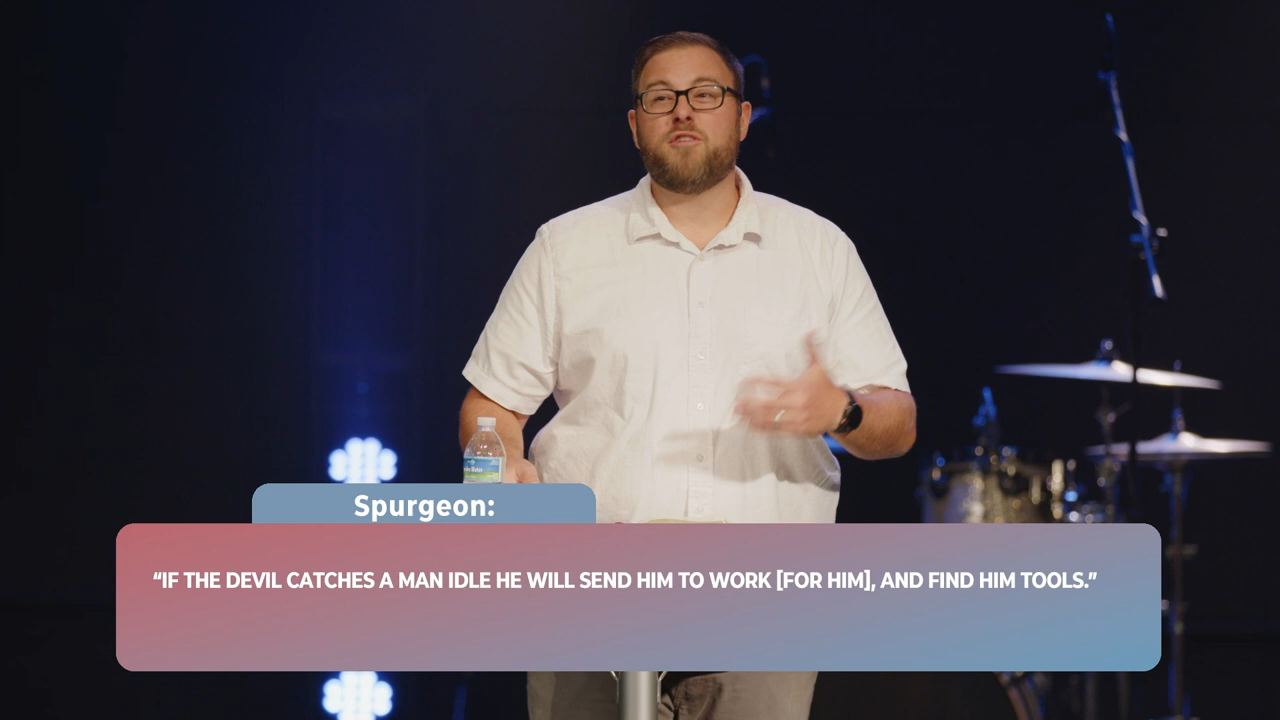 Spurgeon:
“IF THE DEVIL CATCHES A MAN IDLE HE WILL SEND HIM TO WORK [FOR HIM], AND FIND HIM TOOLS.”